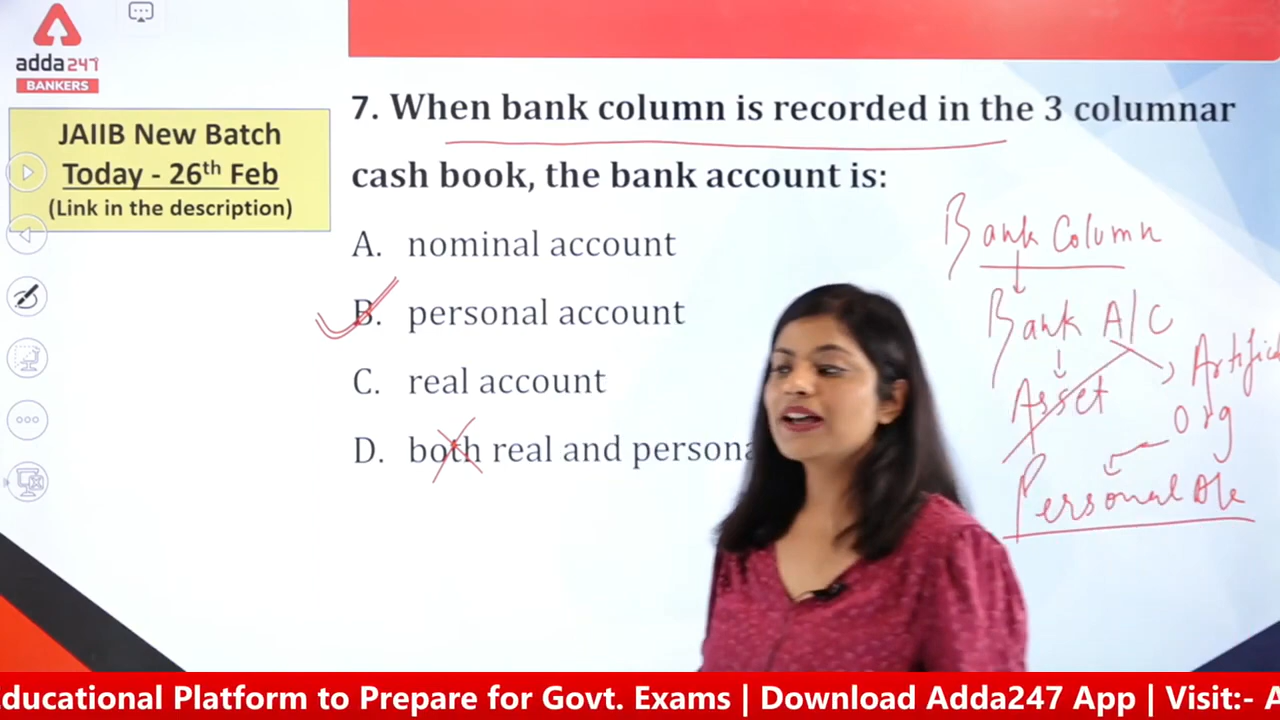 adda247
BANKERS
JAIIB New Batch
Today - 26th Feb
(Link in the description)
7. When bank column is recorded in the 3 columnar
cash book, the bank account is:
A. nominal account
B. personal account
C. real account
D. both real and persona
Bank Column
Bank A/C
Asset
Artific
Org
Personal
Educational Platform to Prepare for Govt. Exams | Download Adda247 App | Visit:- A